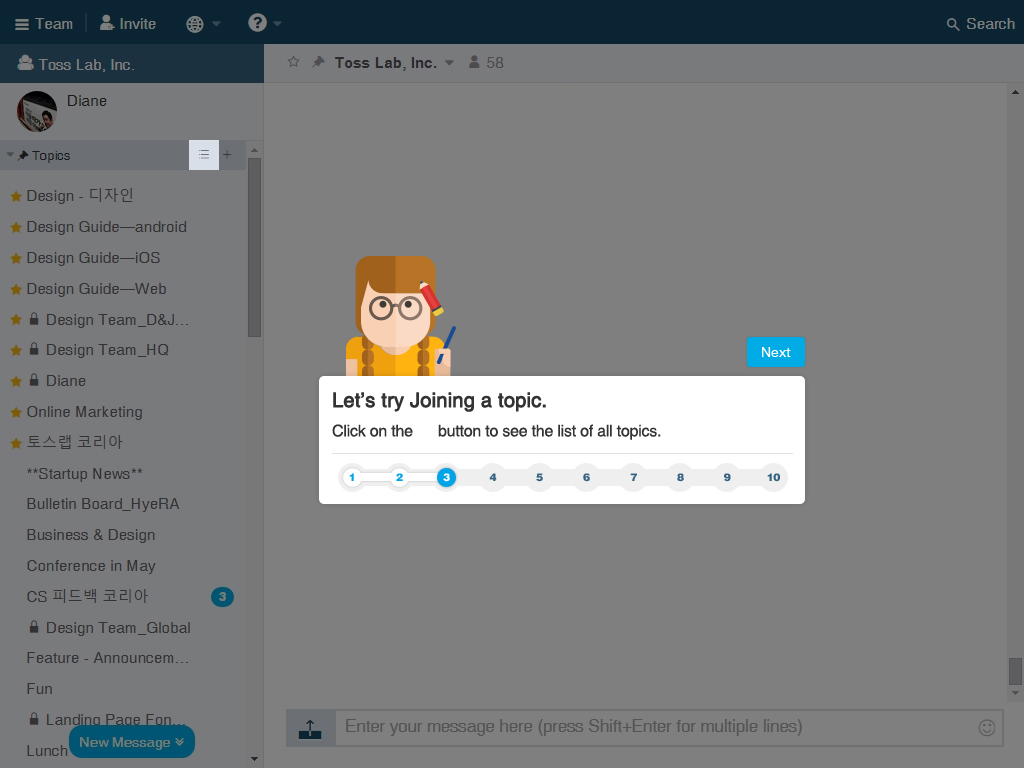 Team
Invite
?
Search
Toss Lab, Inc.
Toss Lab, Inc.
58
Diane
Topics
Design - 디자인
Design Guide—android
Design Guide—iOS
Design Guide—Web
Design Team_D&J...
Design Team_HQ
Diane
Online Marketing
토스랩 코리아
**Startup News**
Bulletin Board_HyeRA
Business & Design
Conference in May
CS 피드백 코리아
3
Design Team_Global
Feature - Announcem...
Fun
Landing Page Fon...
Lunch
New Message
Next
Let's try Joining a topic.
Click on the button to see the list of all topics.
1 2 3 4 5 6 7 8 9 10
Enter your message here (press Shift+Enter for multiple lines)